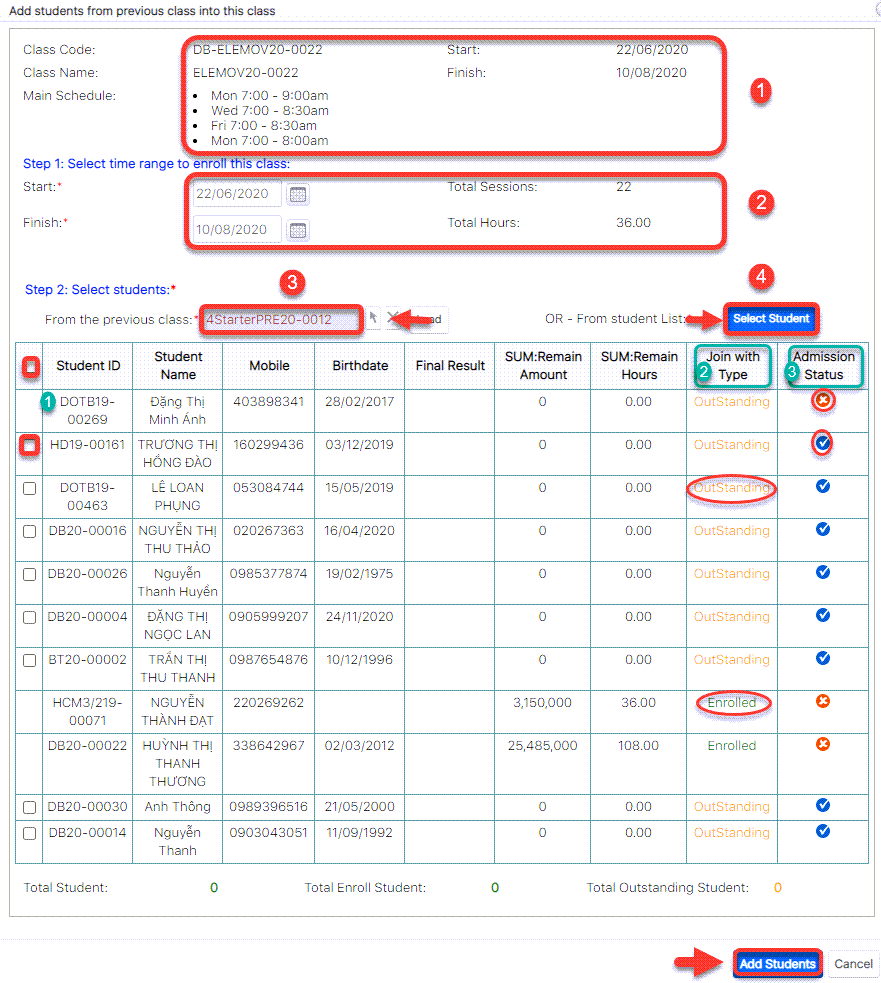 Add students from previous class into this class
Class Code: DB-ELEMOV20-0022 Start: 22/06/2020
Class Name: ELEMOV20-0022 Finish: 10/08/2020
Main Schedule:
• Mon 7:00 - 9:00am
• Wed 7:00 - 8:30am
• Fri 7:00 - 8:30am
• Mon 7:00 - 8:00am
1
Step 1: Select time range to enroll this class:
Start:* 22/06/2020 Total Sessions: 22
2
Finish:* 10/08/2020 Total Hours: 36.00
3
4
Step 2: Select students:*
From the previous class:* 4StarterPRE20-0012 OR - From student List: Select Student
Student ID Student Name Mobile Birthdate Final Result SUM:Remain Amount SUM:Remain Hours Join with Type 2 Admission Status 3
1 DOTB19-00269 Đặng Thị Minh Ánh 403898341 28/02/2017 0 0.00 OutStanding
HD19-00161 TRƯƠNG THỊ HỒNG ĐÀO 160299436 03/12/2019 0 0.00 OutStanding
DOTB19-00463 LÊ LOAN PHỤNG 053084744 15/05/2019 0 0.00 OutStanding
DB20-00016 NGUYỄN THỊ THU THẢO 020267363 16/04/2020 0 0.00 OutStanding
DB20-00026 Nguyễn Thanh Huyền 0985377874 19/02/1975 0 0.00 OutStanding
DB20-00004 ĐẶNG THỊ NGỌC LAN 0905999207 24/11/2020 0 0.00 OutStanding
BT20-00002 TRẦN THỊ THU THANH 0987654876 10/12/1996 0 0.00 OutStanding
HCM3/219-00071 NGUYỄN THÀNH ĐẠT 220269262 3,150,000 36.00 Enrolled
DB20-00022 HUỲNH THỊ THANH THƯƠNG 338642967 02/03/2012 25,485,000 108.00 Enrolled
DB20-00030 Anh Thông 0989396516 21/05/2000 0 0.00 OutStanding
DB20-00014 Nguyễn Thanh 0903043051 11/09/1992 0 0.00 OutStanding
Total Student: 0 Total Enroll Student: 0 Total Outstanding Student: 0
Add Students Cancel